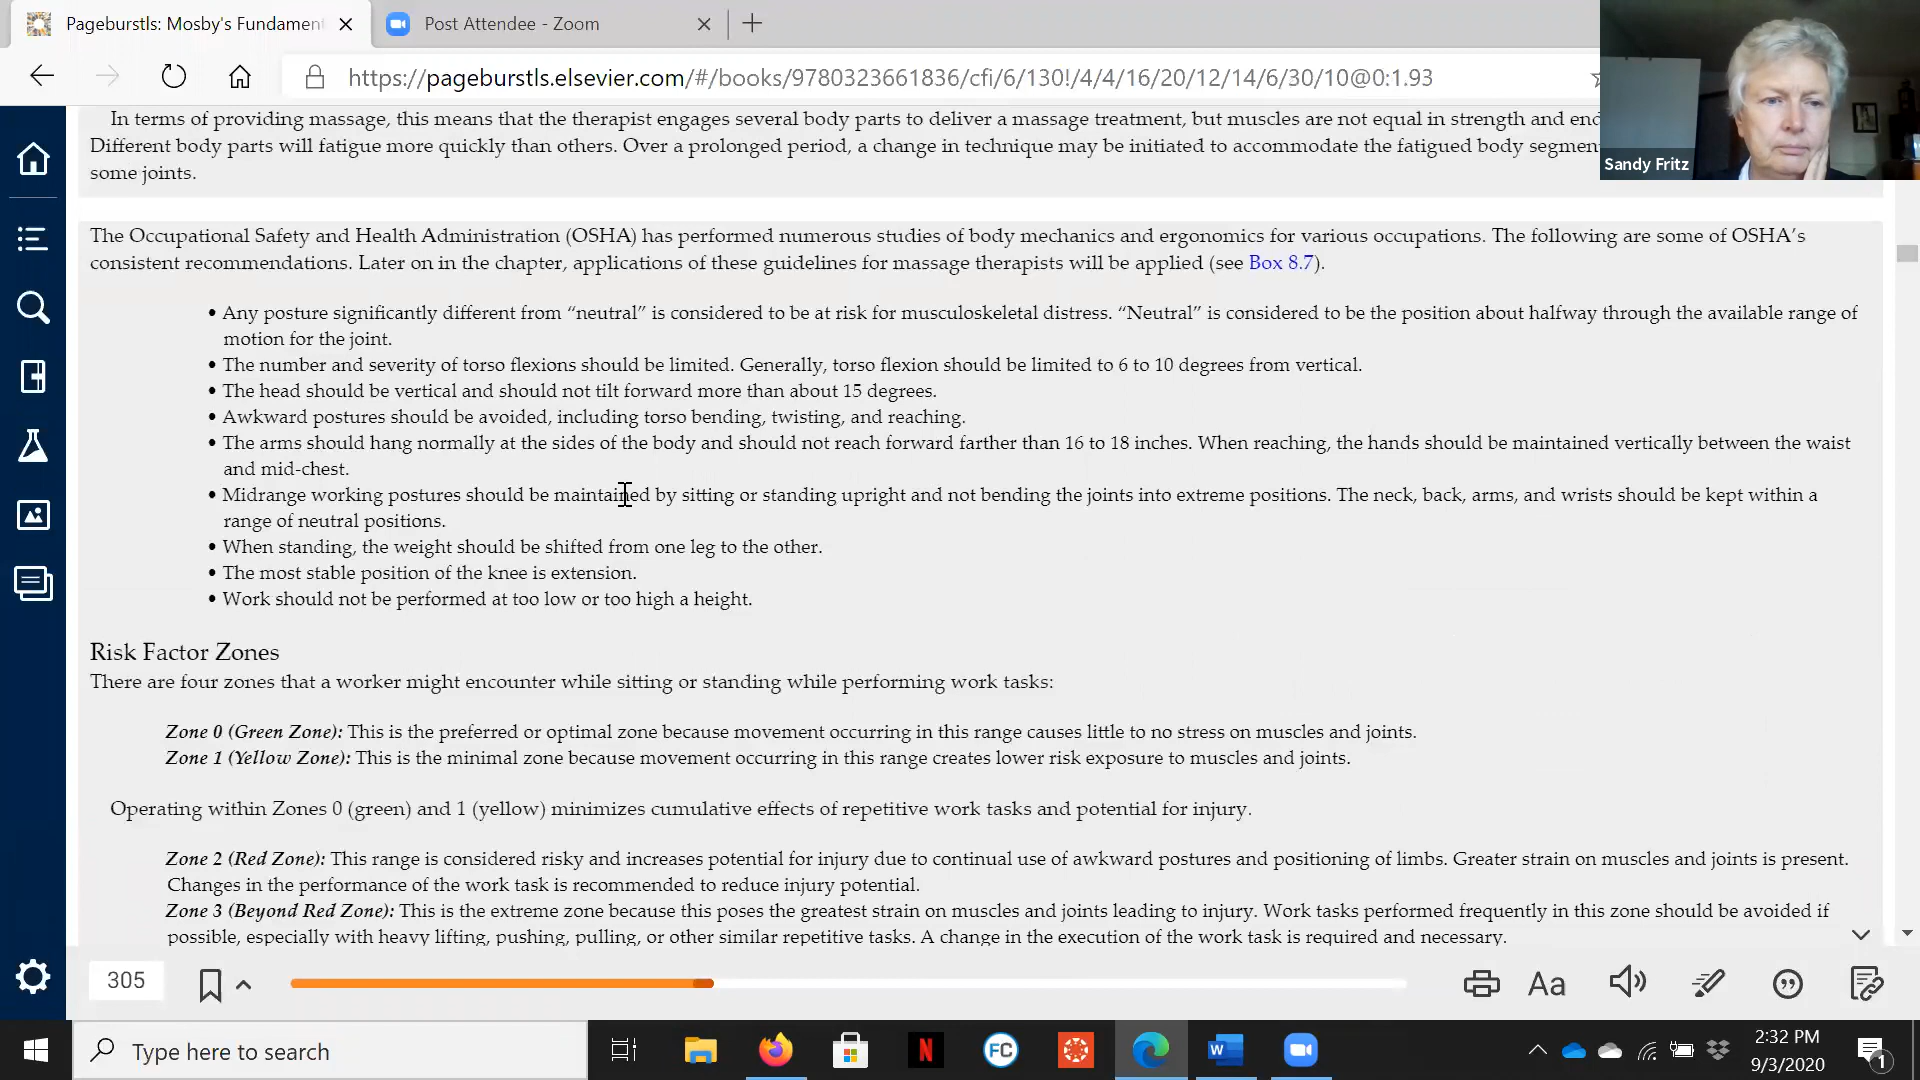 Pageburstls: Mosby's Fundament
Post Attendee - Zoom
https://pageburstls.elsevier.com/#/books/9780323661836/cfi/6/130!/4/4/16/20/12/14/6/30/10@0:1.93
Sandy Fritz
In terms of providing massage, this means that the therapist engages several body parts to deliver a massage treatment, but muscles are not equal in strength and end
Different body parts will fatigue more quickly than others. Over a prolonged period, a change in technique may be initiated to accommodate the fatigued body segmen
some joints.
The Occupational Safety and Health Administration (OSHA) has performed numerous studies of body mechanics and ergonomics for various occupations. The following are some of OSHA's
consistent recommendations. Later on in the chapter, applications of these guidelines for massage therapists will be applied (see Box 8.7).
• Any posture significantly different from “neutral” is considered to be at risk for musculoskeletal distress. “Neutral” is considered to be the position about halfway through the available range of
motion for the joint.
• The number and severity of torso flexions should be limited. Generally, torso flexion should be limited to 6 to 10 degrees from vertical.
• The head should be vertical and should not tilt forward more than about 15 degrees.
• Awkward postures should be avoided, including torso bending, twisting, and reaching.
• The arms should hang normally at the sides of the body and should not reach forward farther than 16 to 18 inches. When reaching, the hands should be maintained vertically between the waist
and mid-chest.
• Midrange working postures should be maintained by sitting or standing upright and not bending the joints into extreme positions. The neck, back, arms, and wrists should be kept within a
range of neutral positions.
• When standing, the weight should be shifted from one leg to the other.
• The most stable position of the knee is extension.
• Work should not be performed at too low or too high a height.
Risk Factor Zones
There are four zones that a worker might encounter while sitting or standing while performing work tasks:
Zone 0 (Green Zone): This is the preferred or optimal zone because movement occurring in this range causes little to no stress on muscles and joints.
Zone 1 (Yellow Zone): This is the minimal zone because movement occurring in this range creates lower risk exposure to muscles and joints.
Operating within Zones 0 (green) and 1 (yellow) minimizes cumulative effects of repetitive work tasks and potential for injury.
Zone 2 (Red Zone): This range is considered risky and increases potential for injury due to continual use of awkward postures and positioning of limbs. Greater strain on muscles and joints is present.
Changes in the performance of the work task is recommended to reduce injury potential.
Zone 3 (Beyond Red Zone): This is the extreme zone because this poses the greatest strain on muscles and joints leading to injury. Work tasks performed frequently in this zone should be avoided if
possible, especially with heavy lifting, pushing, pulling, or other similar repetitive tasks. A change in the execution of the work task is required and necessary.
305
Aa
Type here to search
N
FC
W
2:32 PM
9/3/2020
1